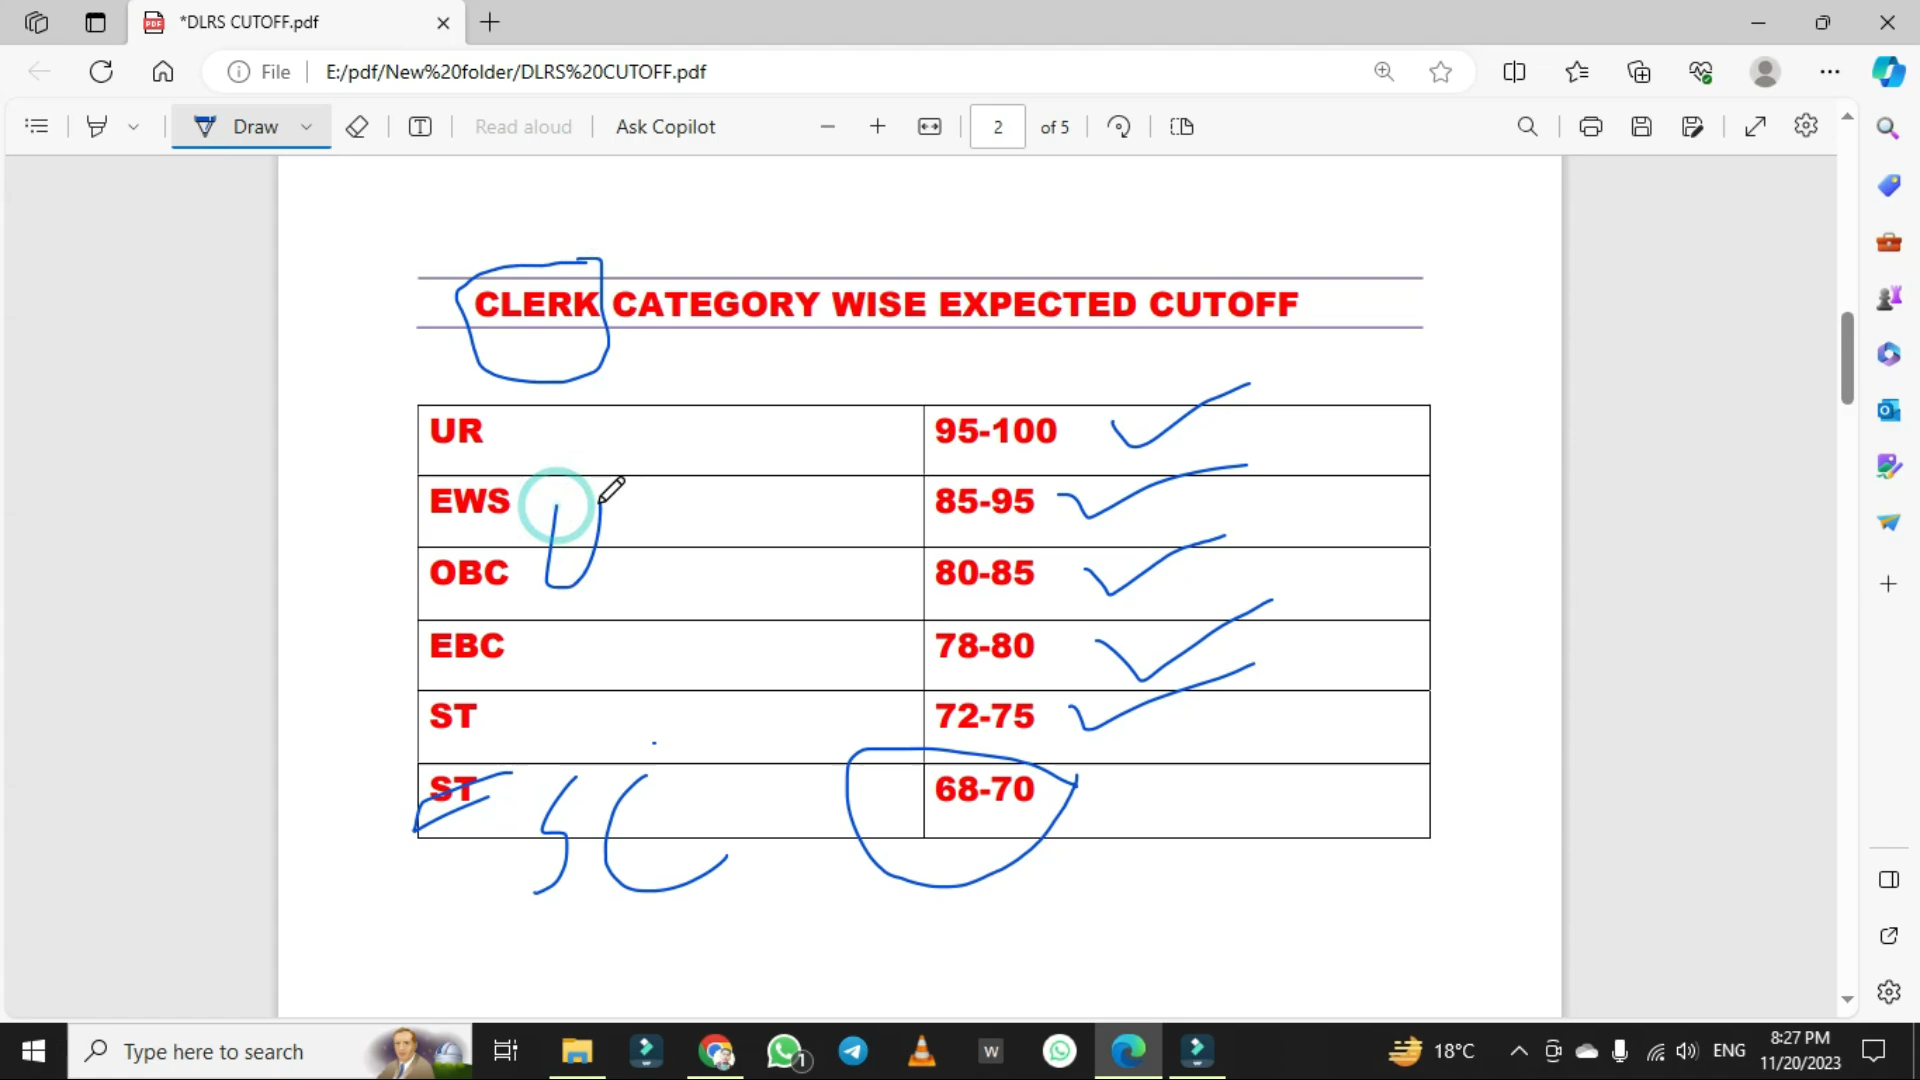 *DLRS CUTOFF.pdf
File E:/pdf/New%20folder/DLRS%20CUTOFF.pdf
Draw Read aloud Ask Copilot 2 of 5
CLERK CATEGORY WISE EXPECTED CUTOFF
UR 95-100
EWS 85-95
OBC 80-85
EBC 78-80
ST 72-75
ST SC 68-70
Type here to search W 1 18°C ENG 8:27 PM
11/20/2023